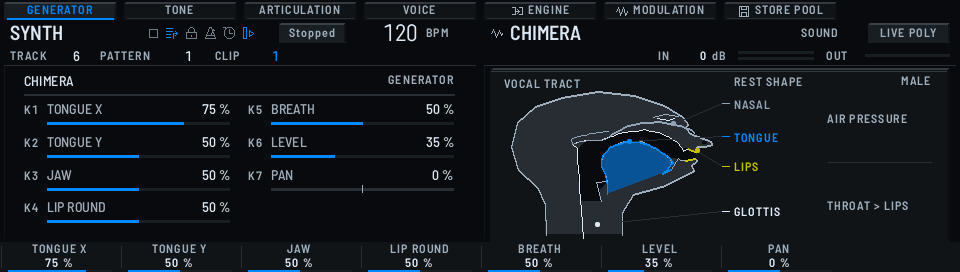 GENERATOR TONE ARTICULATION VOICE ENGINE MODULATION STORE POOL
SYNTH Stopped 120 BPM CHIMERA SOUND LIVE POLY
TRACK 6 PATTERN 1 CLIP 1 IN 0 dB OUT
CHIMERA GENERATOR
K1 TONGUE X 75 % K5 BREATH 50 %
K2 TONGUE Y 50 % K6 LEVEL 35 %
K3 JAW 50 % K7 PAN 0 %
K4 LIP ROUND 50 %
VOCAL TRACT REST SHAPE MALE
NASAL
AIR PRESSURE
TONGUE
LIPS
THROAT > LIPS
GLOTTIS
TONGUE X TONGUE Y JAW LIP ROUND BREATH LEVEL PAN
75 % 50 % 50 % 50 % 50 % 35 % 0 %